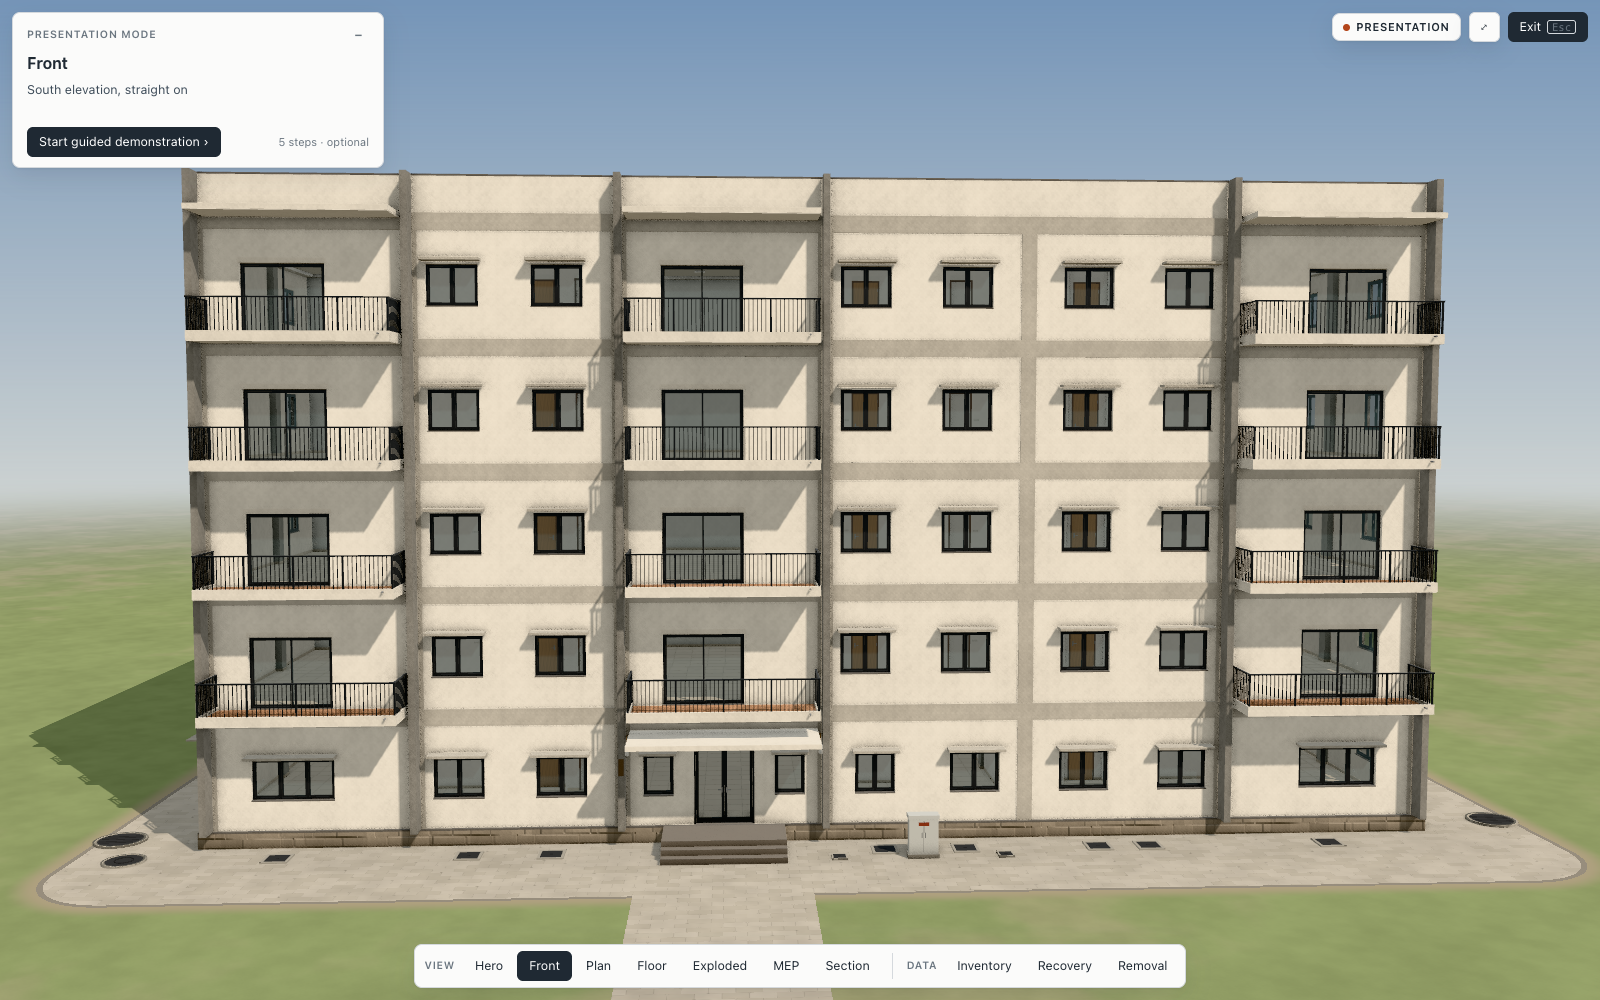 PRESENTATION MODE
–
Front
South elevation, straight on
Start guided demonstration ›
5 steps · optional
PRESENTATION
Exit Esc
VIEW Hero Front Plan Floor Exploded MEP Section DATA Inventory Recovery Removal